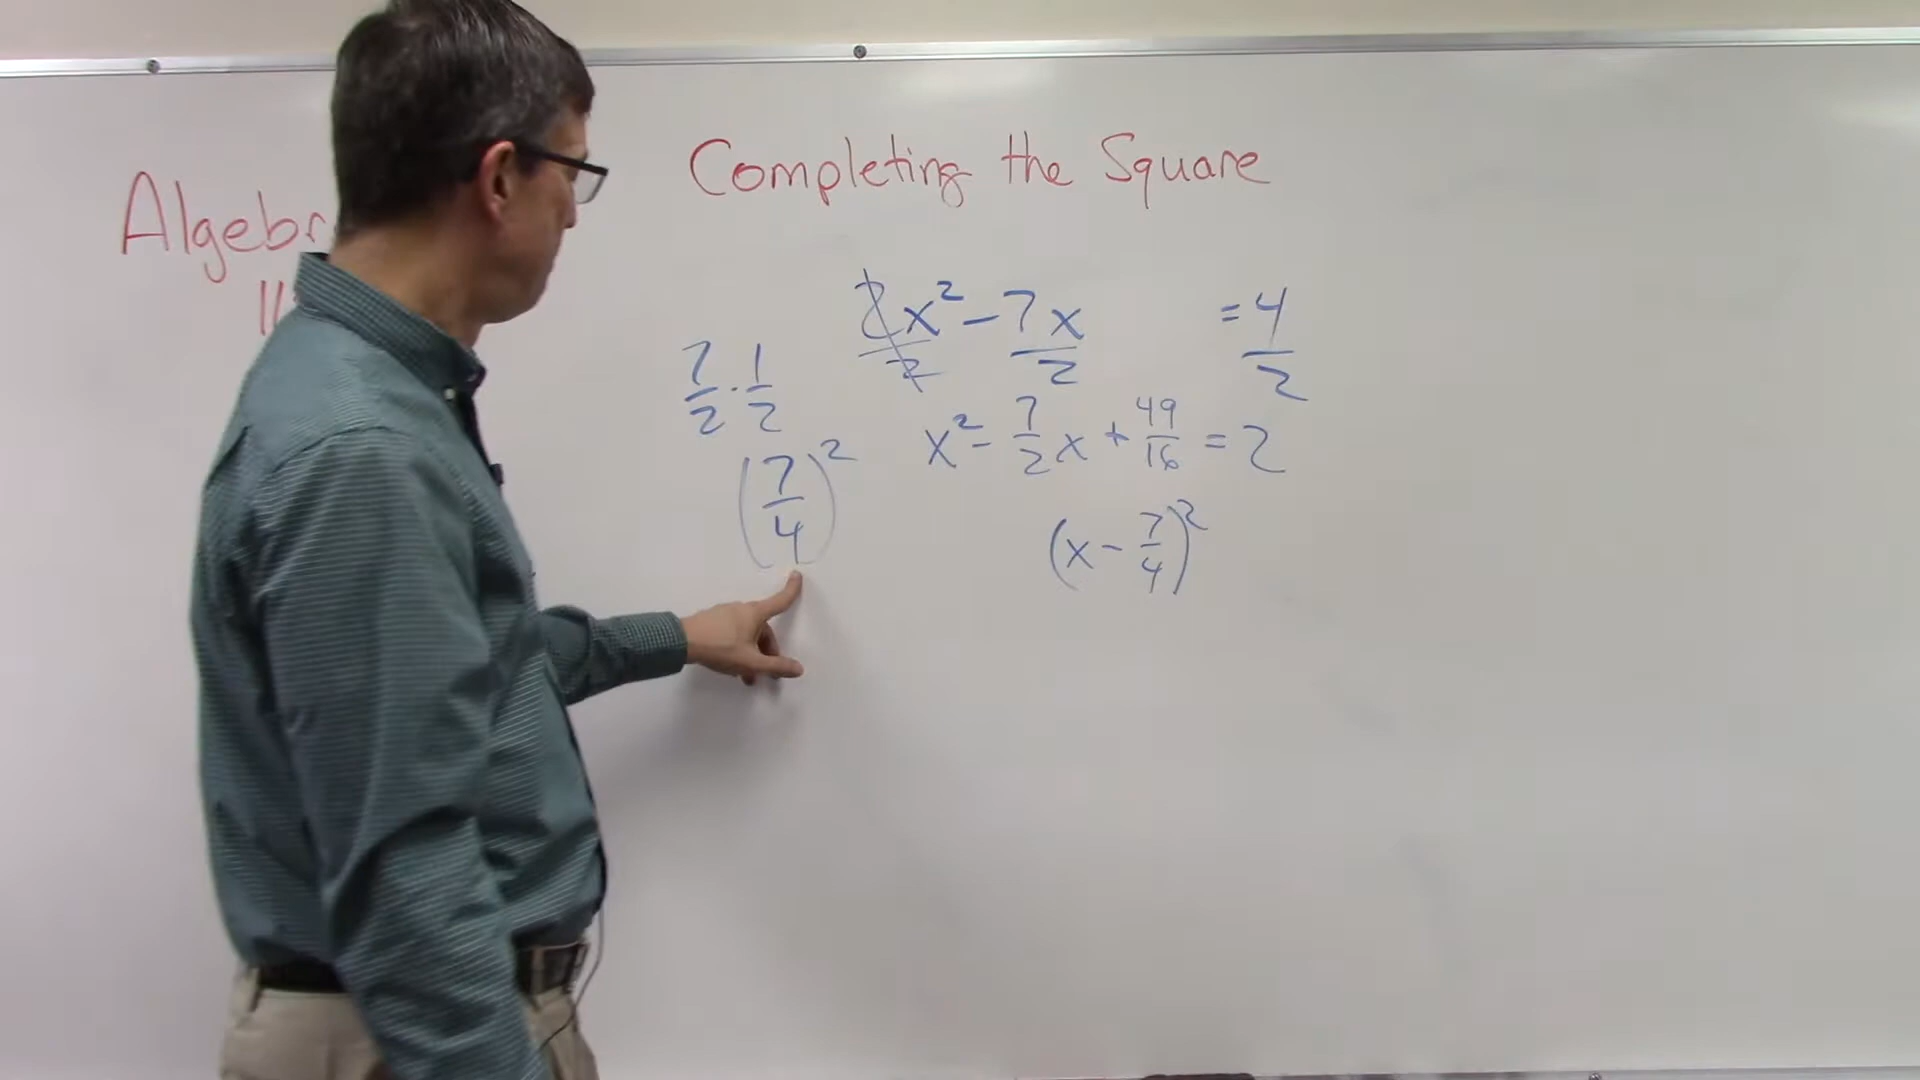 Completing the Square
Algebr
11
2x² - 7x = 4
2 2 2
7/2 · 1/2
x² - 7/2 x + 49/16 = 2
(7/4)²
(x - 7/4)²